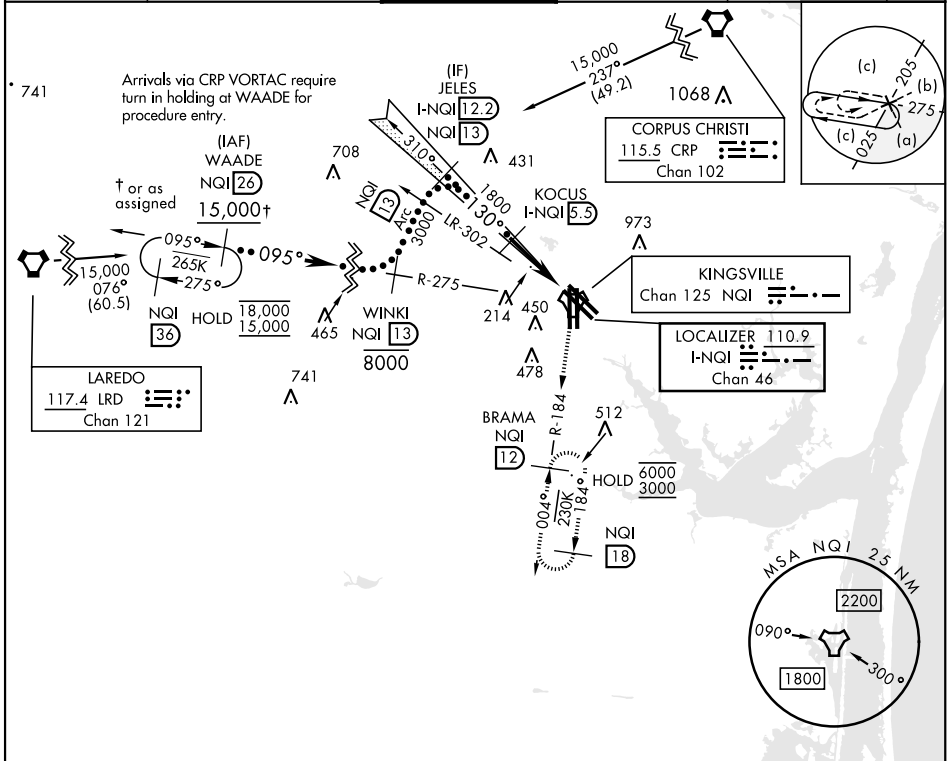 741
Arrivals via CRP VORTAC require
turn in holding at WAADE for
procedure entry.
(IAF)
WAADE
NQI 26
15,000†
† or as
assigned
095°
265K
275°
095°
15,000
076°
(60.5)
NQI
36
HOLD 18,000
15,000
LAREDO
117.4 LRD
Chan 121
708
465
741
WINKI
NQI 13
8000
NQI
13
Arc
3000
LR-302
R-275
(IF)
JELES
I-NQI 12.2
NQI 13
310°
431
1800
130°
KOCUS
I-NQI 5.5
15,000
237°
(49.2)
1068
CORPUS CHRISTI
115.5 CRP
Chan 102
(c)
205
(b)
275
(a)
025
(c)
973
KINGSVILLE
Chan 125 NQI
LOCALIZER 110.9
I-NQI
Chan 46
214
450
478
R-184
512
BRAMA
NQI
12
HOLD 6000
3000
004°
230K
184°
NQI
18
MSA NQI 25 NM
2200
090°
300°
1800